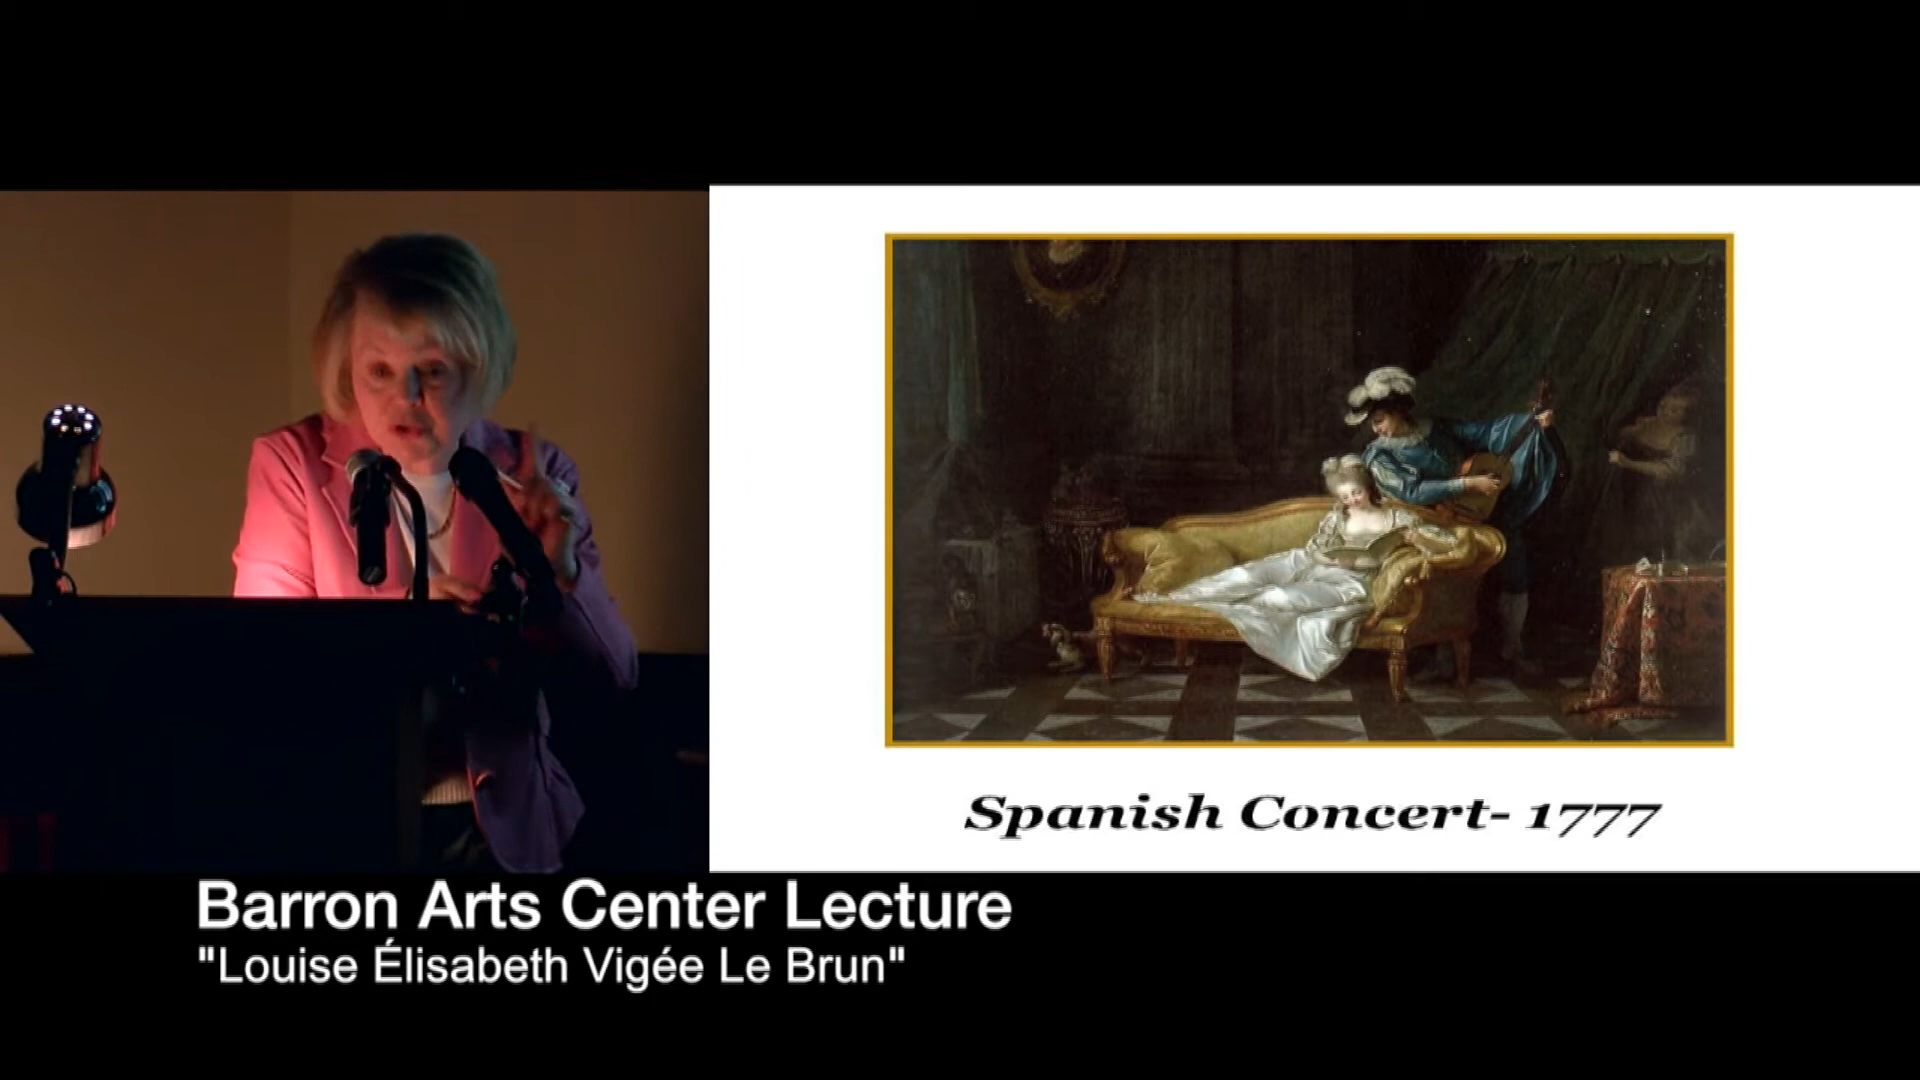 Spanish Concert- 1777
Barron Arts Center Lecture
"Louise Élisabeth Vigée Le Brun"